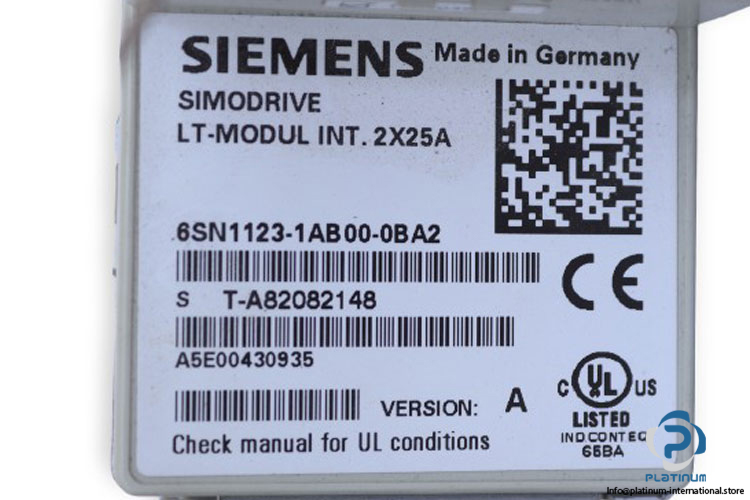 SIEMENS Made in Germany
SIMODRIVE
LT-MODUL INT. 2X25A
6SN1123-1AB00-0BA2
S T-A82082148
A5E00430935
VERSION: A
Check manual for UL conditions
CE
C UL US
LISTED
IND.CONT.EQ
65BA
PLATINUM
Info@platinum-international.store